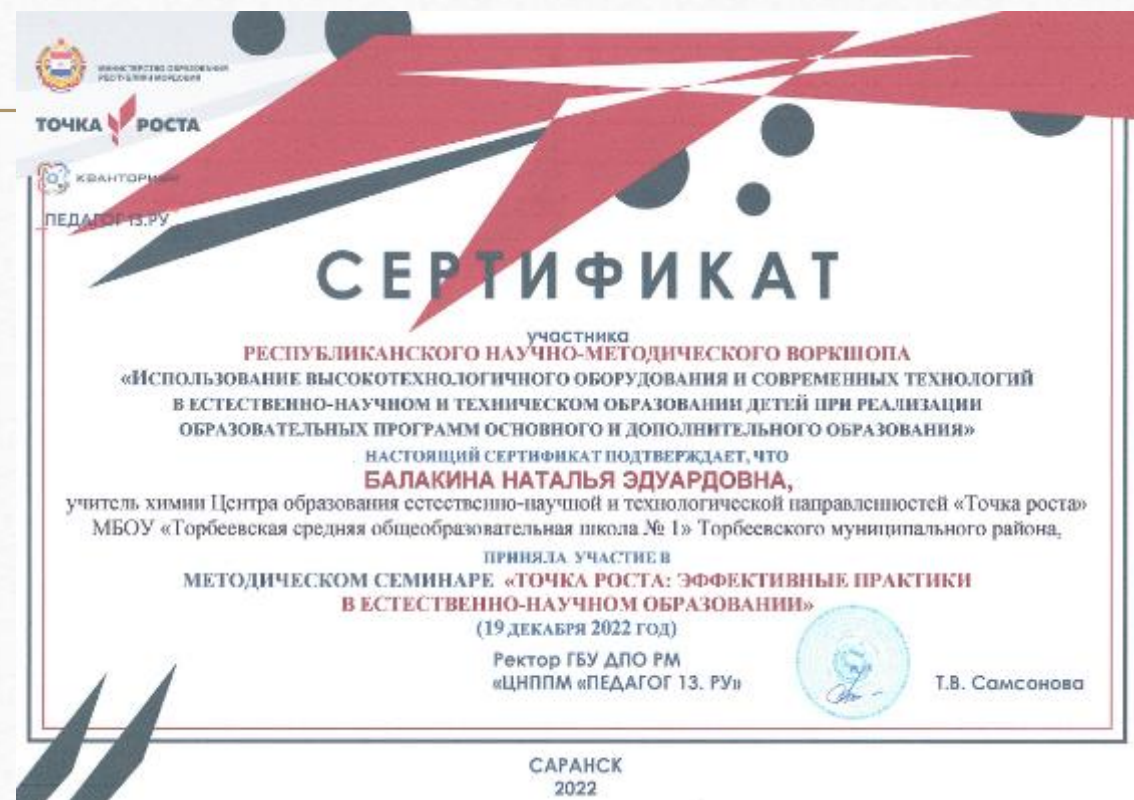 МИНИСТЕРСТВО ОБРАЗОВАНИЯ
РЕСПУБЛИКИ МОРДОВИЯ
ТОЧКА РОСТА
КВАНТОРИУМ
ПЕДАГОГ13.РУ
СЕРТИФИКАТ
участника
РЕСПУБЛИКАНСКОГО НАУЧНО-МЕТОДИЧЕСКОГО ВОРКШОПА
«ИСПОЛЬЗОВАНИЕ ВЫСОКОТЕХНОЛОГИЧНОГО ОБОРУДОВАНИЯ И СОВРЕМЕННЫХ ТЕХНОЛОГИЙ
В ЕСТЕСТВЕННО-НАУЧНОМ И ТЕХНИЧЕСКОМ ОБРАЗОВАНИИ ДЕТЕЙ ПРИ РЕАЛИЗАЦИИ
ОБРАЗОВАТЕЛЬНЫХ ПРОГРАММ ОСНОВНОГО И ДОПОЛНИТЕЛЬНОГО ОБРАЗОВАНИЯ»
НАСТОЯЩИЙ СЕРТИФИКАТ ПОДТВЕРЖДАЕТ, ЧТО
БАЛАКИНА НАТАЛЬЯ ЭДУАРДОВНА,
учитель химии Центра образования естественно-научной и технологической направленностей «Точка роста»
МБОУ «Торбеевская средняя общеобразовательная школа № 1» Торбеевского муниципального района,
ПРИНЯЛА УЧАСТИЕ В
МЕТОДИЧЕСКОМ СЕМИНАРЕ «ТОЧКА РОСТА: ЭФФЕКТИВНЫЕ ПРАКТИКИ
В ЕСТЕСТВЕННО-НАУЧНОМ ОБРАЗОВАНИИ»
(19 ДЕКАБРЯ 2022 ГОД)
Ректор ГБУ ДПО РМ
«ЦНППМ «ПЕДАГОГ 13. РУ»
Т.В. Самсонова
САРАНСК
2022